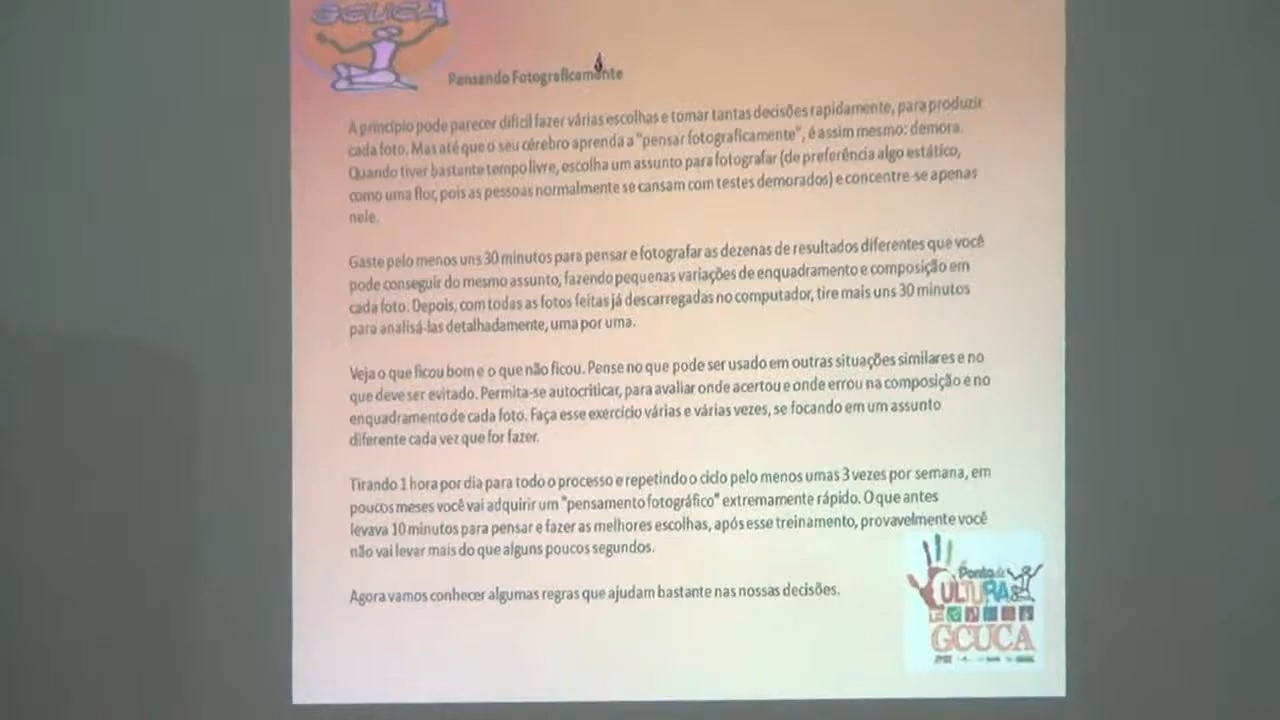 GCUCA
Pensando Fotograficamente
A princípio pode parecer difícil fazer várias escolhas e tomar tantas decisões rapidamente, para produzir
cada foto. Mas até que o seu cérebro aprenda a "pensar fotograficamente", é assim mesmo: demora.
Quando tiver bastante tempo livre, escolha um assunto para fotografar (de preferência algo estático,
como uma flor, pois as pessoas normalmente se cansam com testes demorados) e concentre-se apenas
nele.
Gaste pelo menos uns 30 minutos para pensar e fotografar as dezenas de resultados diferentes que você
pode conseguir do mesmo assunto, fazendo pequenas variações de enquadramento e composição em
cada foto. Depois, com todas as fotos feitas já descarregadas no computador, tire mais uns 30 minutos
para analisá-las detalhadamente, uma por uma.
Veja o que ficou bom e o que não ficou. Pense no que pode ser usado em outras situações similares e no
que deve ser evitado. Permita-se autocriticar, para avaliar onde acertou e onde errou na composição e no
enquadramento de cada foto. Faça esse exercício várias e várias vezes, se focando em um assunto
diferente cada vez que for fazer.
Tirando 1 hora por dia para todo o processo e repetindo o ciclo pelo menos umas 3 vezes por semana, em
poucos meses você vai adquirir um "pensamento fotográfico" extremamente rápido. O que antes
levava 10 minutos para pensar e fazer as melhores escolhas, após esse treinamento, provavelmente você
não vai levar mais do que alguns poucos segundos.
Agora vamos conhecer algumas regras que ajudam bastante nas nossas decisões.
Ponto de
CULTURA
GCUCA